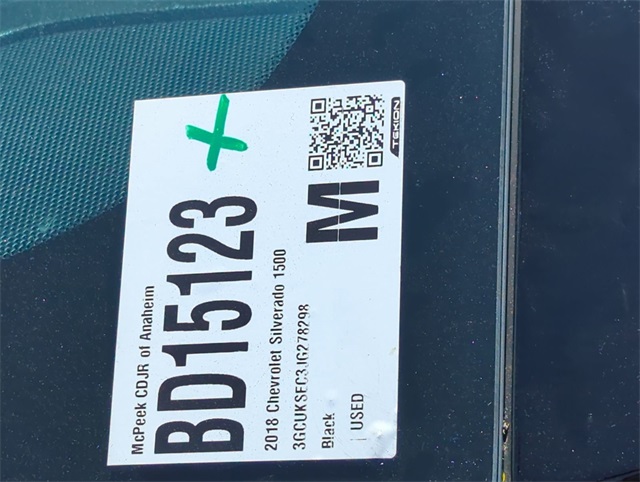 McPeek CDJR of Anaheim
BD15123
2018 Chevrolet Silverado 1500
3GCUKSEC3JG278298
Black
USED
M
TEKION